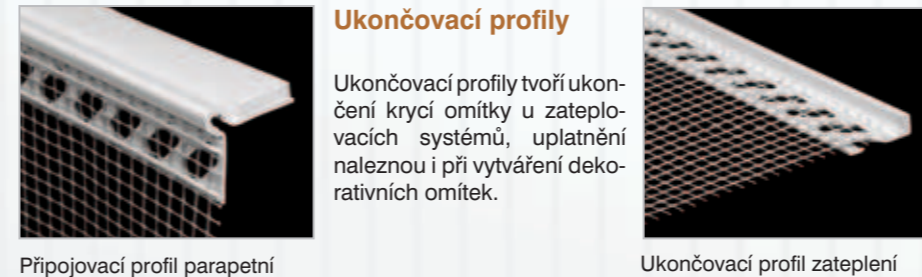 Ukončovací profily
Ukončovací profily tvoří ukon-
čení krycí omítky u zateplo-
vacích systémů, uplatnění
naleznou i při vytváření deko-
rativních omítek.
Připojovací profil parapetní
Ukončovací profil zateplení